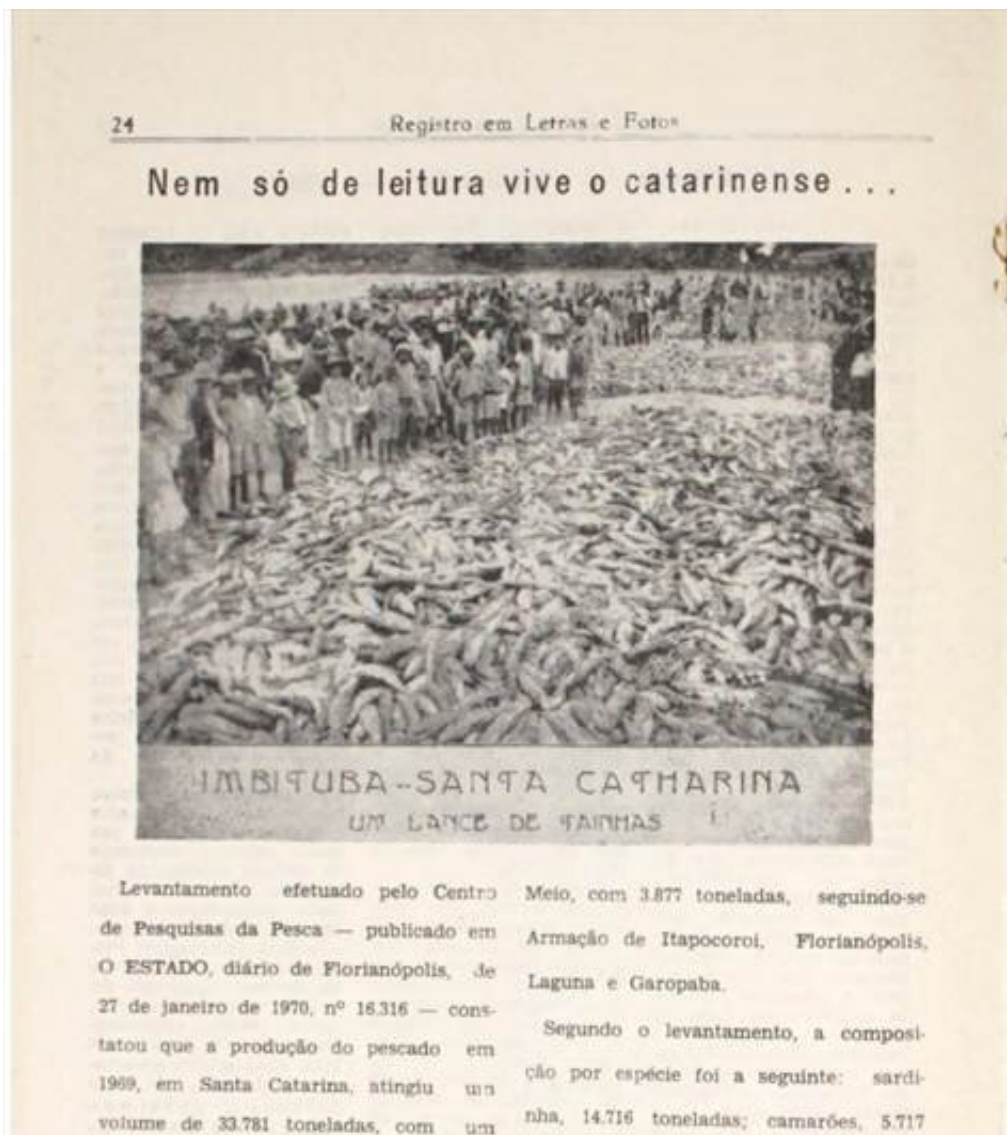 24
Registro em Letras e Fotos
Nem só de leitura vive o catarinense...
IMBITUBA--SANTA CATHARINA
UM LANCE DE TAINHAS
Levantamento efetuado pelo Centro
de Pesquisas da Pesca — publicado em
O ESTADO, diário de Florianópolis, de
27 de janeiro de 1970, nº 16.316 — cons-
tatou que a produção do pescado em
1969, em Santa Catarina, atingiu um
volume de 33.781 toneladas, com um
Meio, com 3.877 toneladas, seguindo-se
Armação de Itapocoroi, Florianópolis,
Laguna e Garopaba.
Segundo o levantamento, a composi-
ção por espécie foi a seguinte: sardi-
nha, 14.716 toneladas; camarões, 5.717